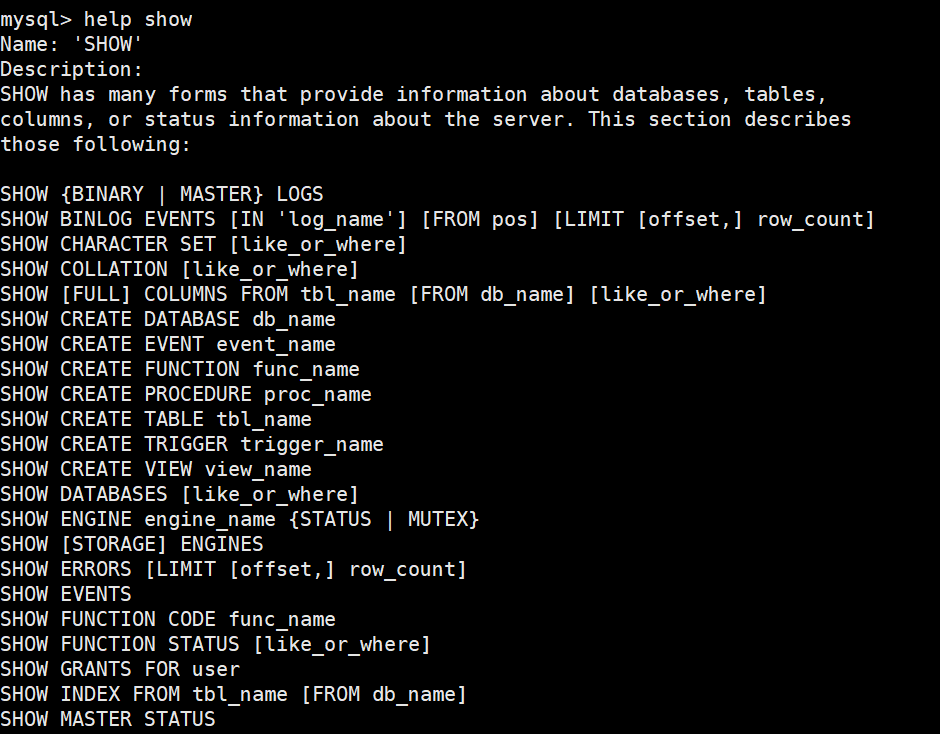 mysql> help show
Name: 'SHOW'
Description:
SHOW has many forms that provide information about databases, tables,
columns, or status information about the server. This section describes
those following:

SHOW {BINARY | MASTER} LOGS
SHOW BINLOG EVENTS [IN 'log_name'] [FROM pos] [LIMIT [offset,] row_count]
SHOW CHARACTER SET [like_or_where]
SHOW COLLATION [like_or_where]
SHOW [FULL] COLUMNS FROM tbl_name [FROM db_name] [like_or_where]
SHOW CREATE DATABASE db_name
SHOW CREATE EVENT event_name
SHOW CREATE FUNCTION func_name
SHOW CREATE PROCEDURE proc_name
SHOW CREATE TABLE tbl_name
SHOW CREATE TRIGGER trigger_name
SHOW CREATE VIEW view_name
SHOW DATABASES [like_or_where]
SHOW ENGINE engine_name {STATUS | MUTEX}
SHOW [STORAGE] ENGINES
SHOW ERRORS [LIMIT [offset,] row_count]
SHOW EVENTS
SHOW FUNCTION CODE func_name
SHOW FUNCTION STATUS [like_or_where]
SHOW GRANTS FOR user
SHOW INDEX FROM tbl_name [FROM db_name]
SHOW MASTER STATUS